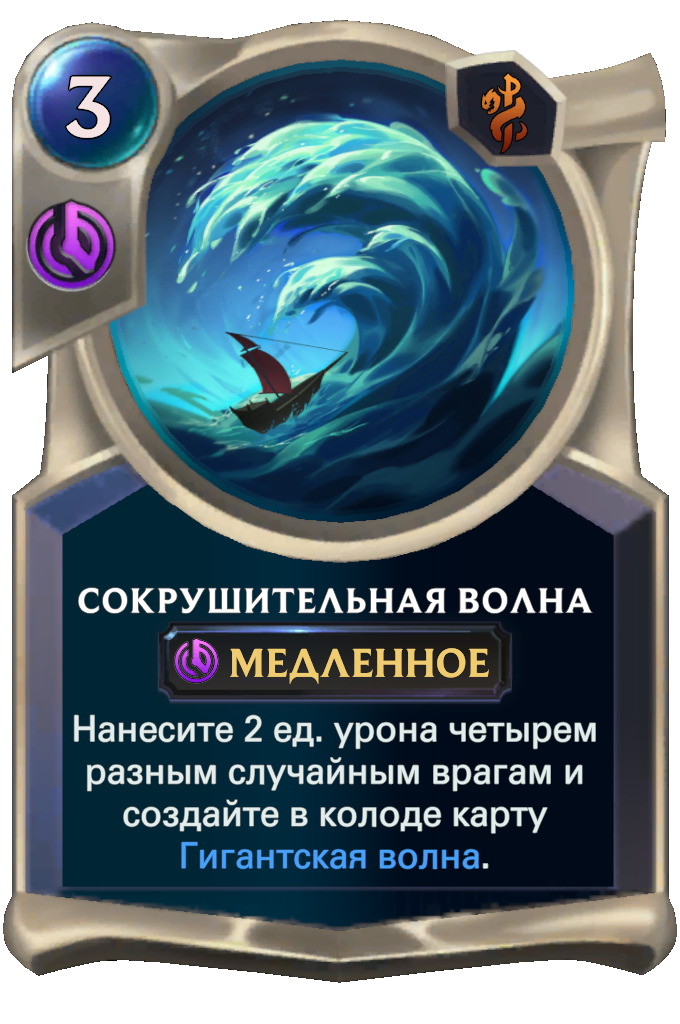 3
СОКРУШИТЕЛЬНАЯ ВОЛНА
МЕДЛЕННОЕ
Нанесите 2 ед. урона четырем
разным случайным врагам и
создайте в колоде карту
Гигантская волна.